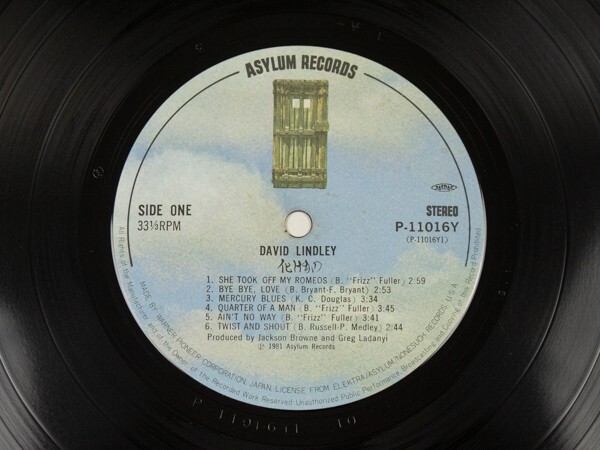 ASYLUM RECORDS
SIDE ONE
33⅓RPM
STEREO
P-11016Y
(P-11016Y1)
DAVID LINDLEY
化けもの
1. SHE TOOK OFF MY ROMEOS (B. "Frizz" Fuller) 2:59
2. BYE BYE, LOVE (B. Bryant-F. Bryant) 2:53
3. MERCURY BLUES (K. C. Douglas) 3:34
4. QUARTER OF A MAN (B. "Frizz" Fuller) 3:45
5. AIN'T NO WAY (B. "Frizz" Fuller) 3:41
6. TWIST AND SHOUT (B. Russell-P. Medley) 2:44
Produced by Jackson Browne and Greg Ladanyi
℗ 1981 Asylum Records
MADE BY WARNER-PIONEER CORPORATION, JAPAN, LICENSE FROM ELEKTRA/ASYLUM/NONESUCH RECORDS, U.S.A.
All Rights of the Manufacturer and of the Owner of the Recorded Work Reserved·Unauthorized Public Performance, Broadcasting and Copying of this Record Prohibited